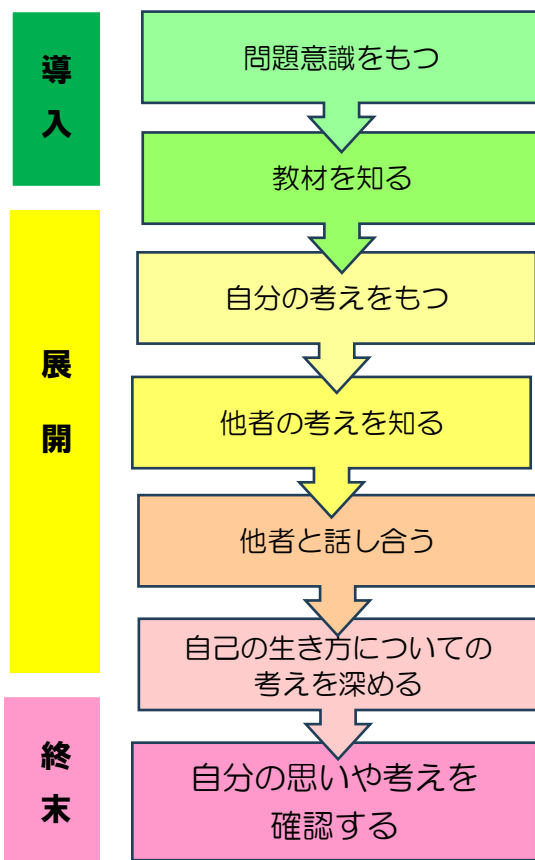 導入
問題意識をもつ
教材を知る
展開
自分の考えをもつ
他者の考えを知る
他者と話し合う
自己の生き方についての
考えを深める
終末
自分の思いや考えを
確認する